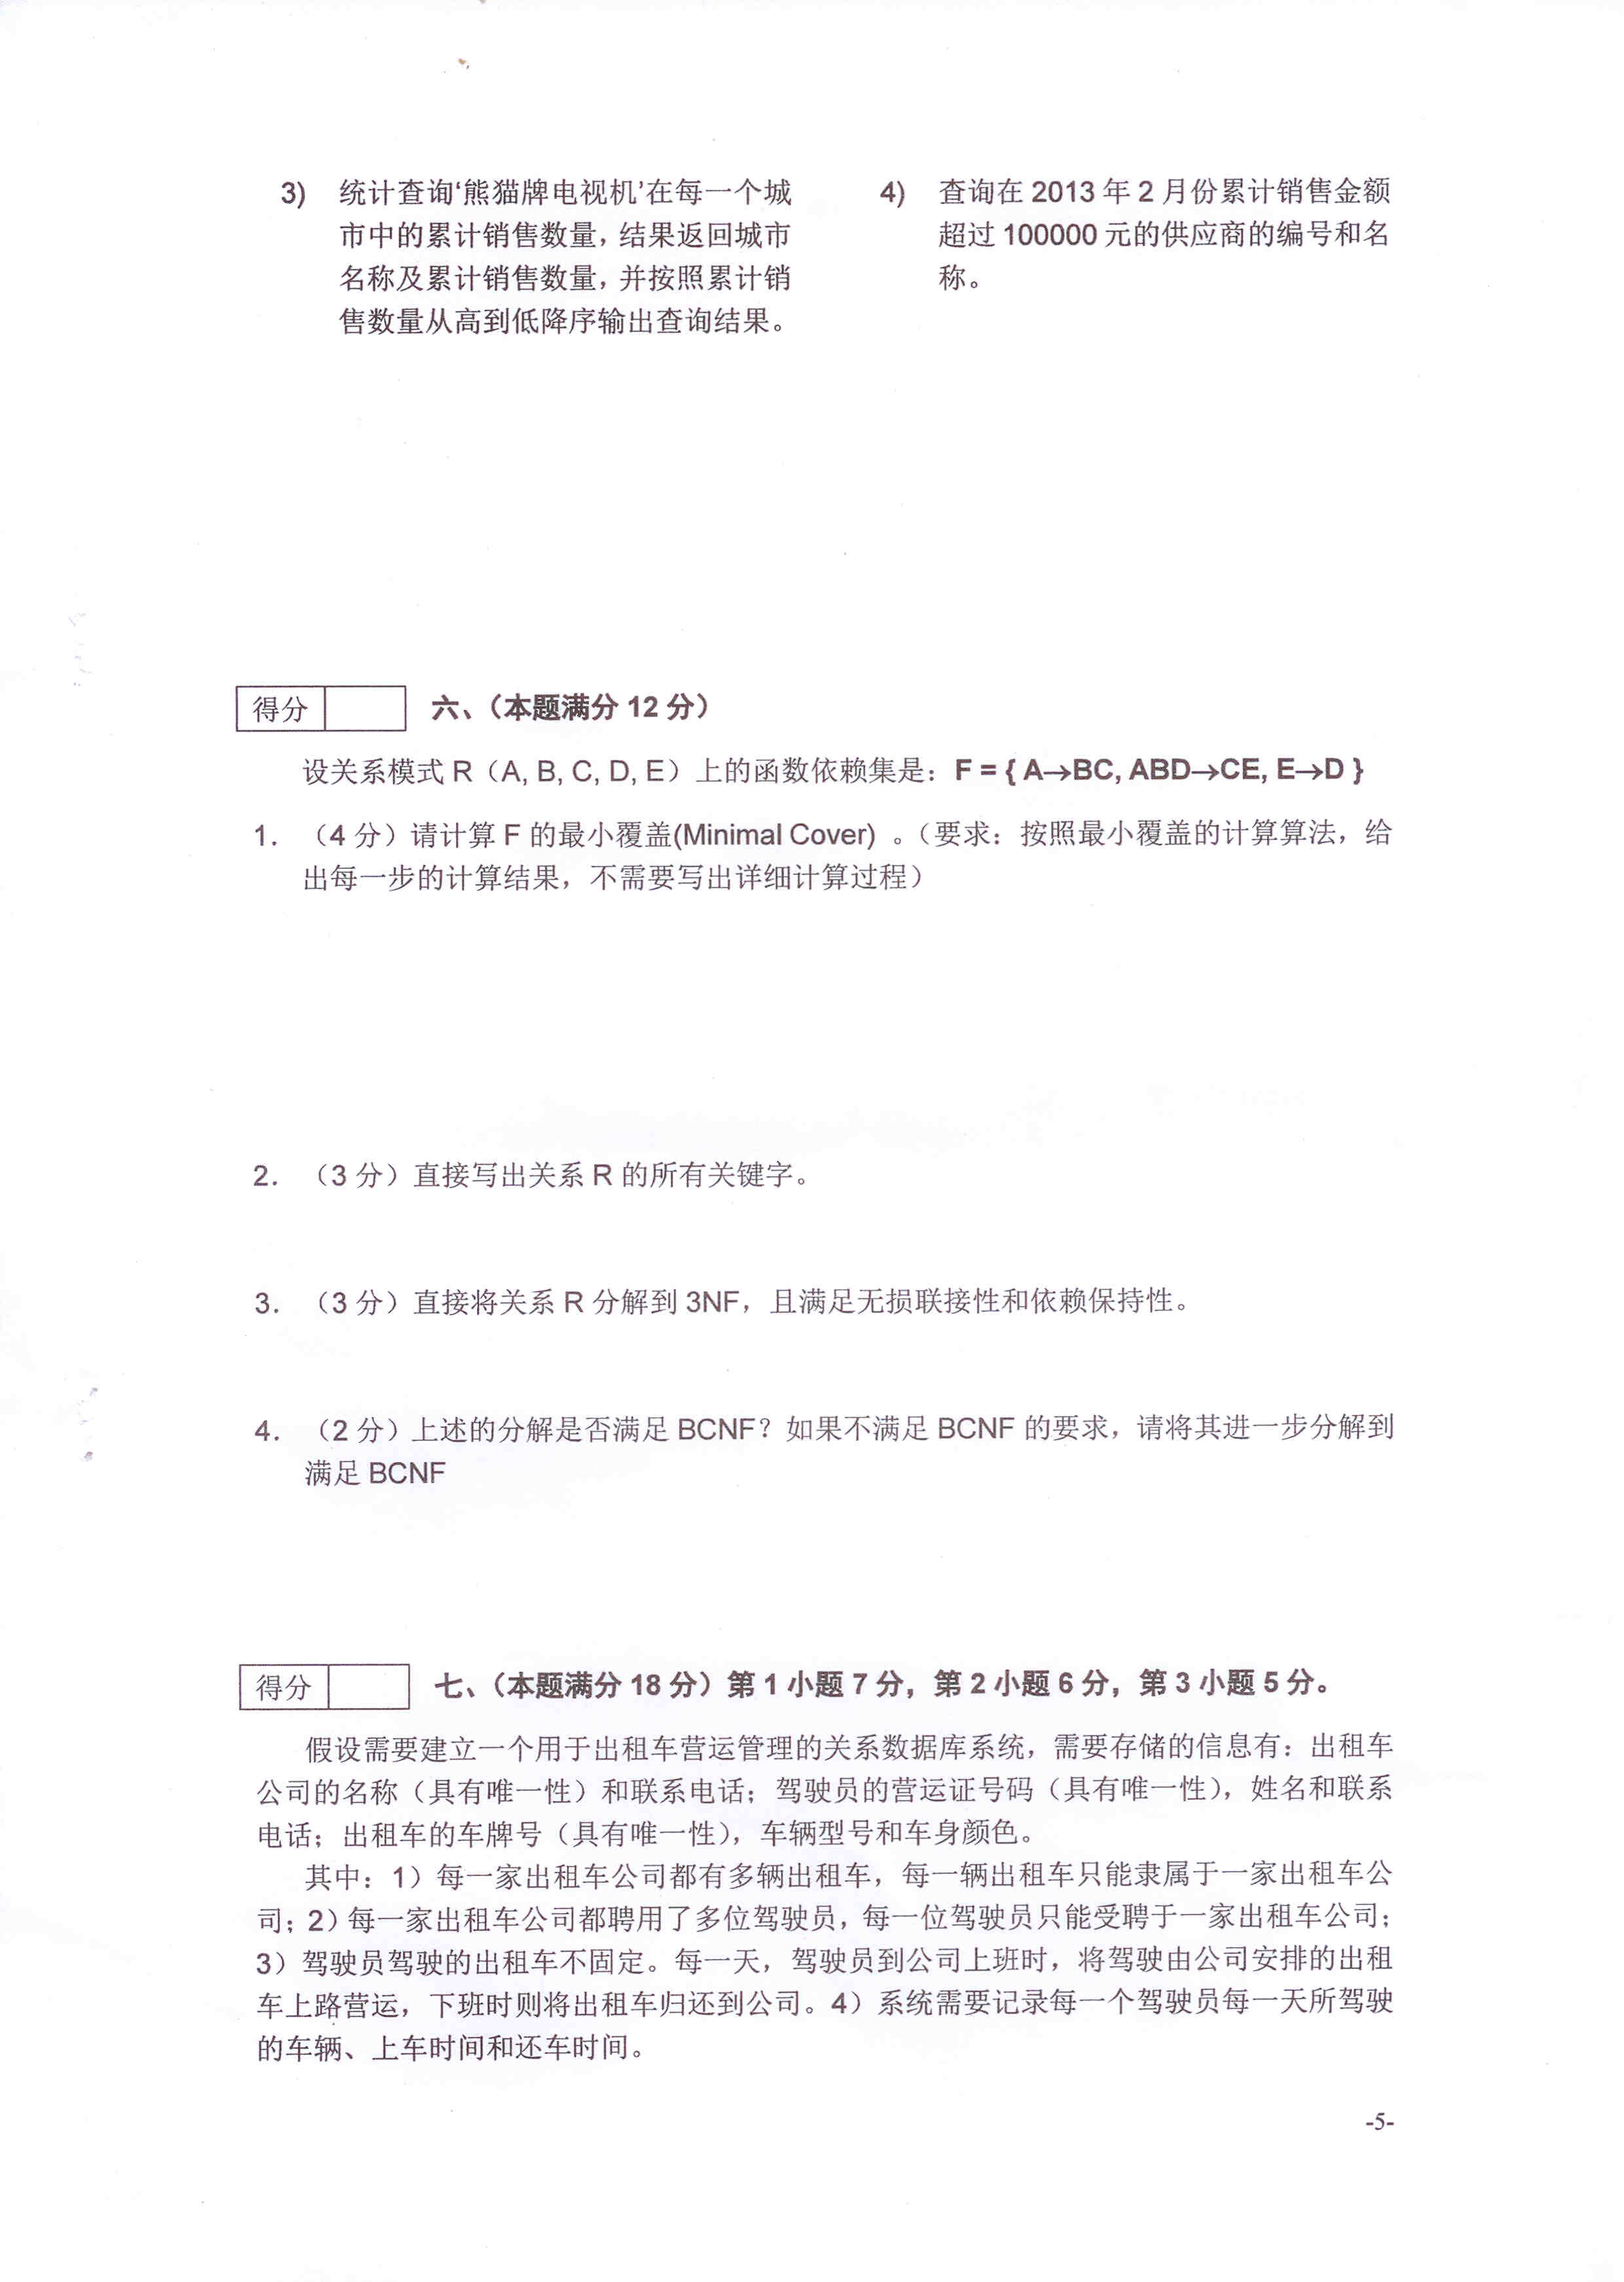 3) 统计查询‘熊猫牌电视机’在每一个城
市中的累计销售数量，结果返回城市
名称及累计销售数量，并按照累计销
售数量从高到低降序输出查询结果。
4) 查询在 2013 年 2 月份累计销售金额
超过 100000 元的供应商的编号和名
称。
得分
六、（本题满分 12 分）
设关系模式 R（A, B, C, D, E）上的函数依赖集是：F = { A→BC, ABD→CE, E→D }
1. （4 分）请计算 F 的最小覆盖(Minimal Cover) 。（要求：按照最小覆盖的计算算法，给
出每一步的计算结果，不需要写出详细计算过程）
2. （3 分）直接写出关系 R 的所有关键字。
3. （3 分）直接将关系 R 分解到 3NF，且满足无损联接性和依赖保持性。
4. （2 分）上述的分解是否满足 BCNF？如果不满足 BCNF 的要求，请将其进一步分解到
满足 BCNF
得分
七、（本题满分 18 分）第 1 小题 7 分，第 2 小题 6 分，第 3 小题 5 分。
假设需要建立一个用于出租车营运管理的关系数据库系统，需要存储的信息有：出租车
公司的名称（具有唯一性）和联系电话；驾驶员的营运证号码（具有唯一性），姓名和联系
电话；出租车的车牌号（具有唯一性），车辆型号和车身颜色。
其中：1）每一家出租车公司都有多辆出租车，每一辆出租车只能隶属于一家出租车公
司；2）每一家出租车公司都聘用了多位驾驶员，每一位驾驶员只能受聘于一家出租车公司；
3）驾驶员驾驶的出租车不固定。每一天，驾驶员到公司上班时，将驾驶由公司安排的出租
车上路营运，下班时则将出租车归还到公司。4）系统需要记录每一个驾驶员每一天所驾驶
的车辆、上车时间和还车时间。
-5-